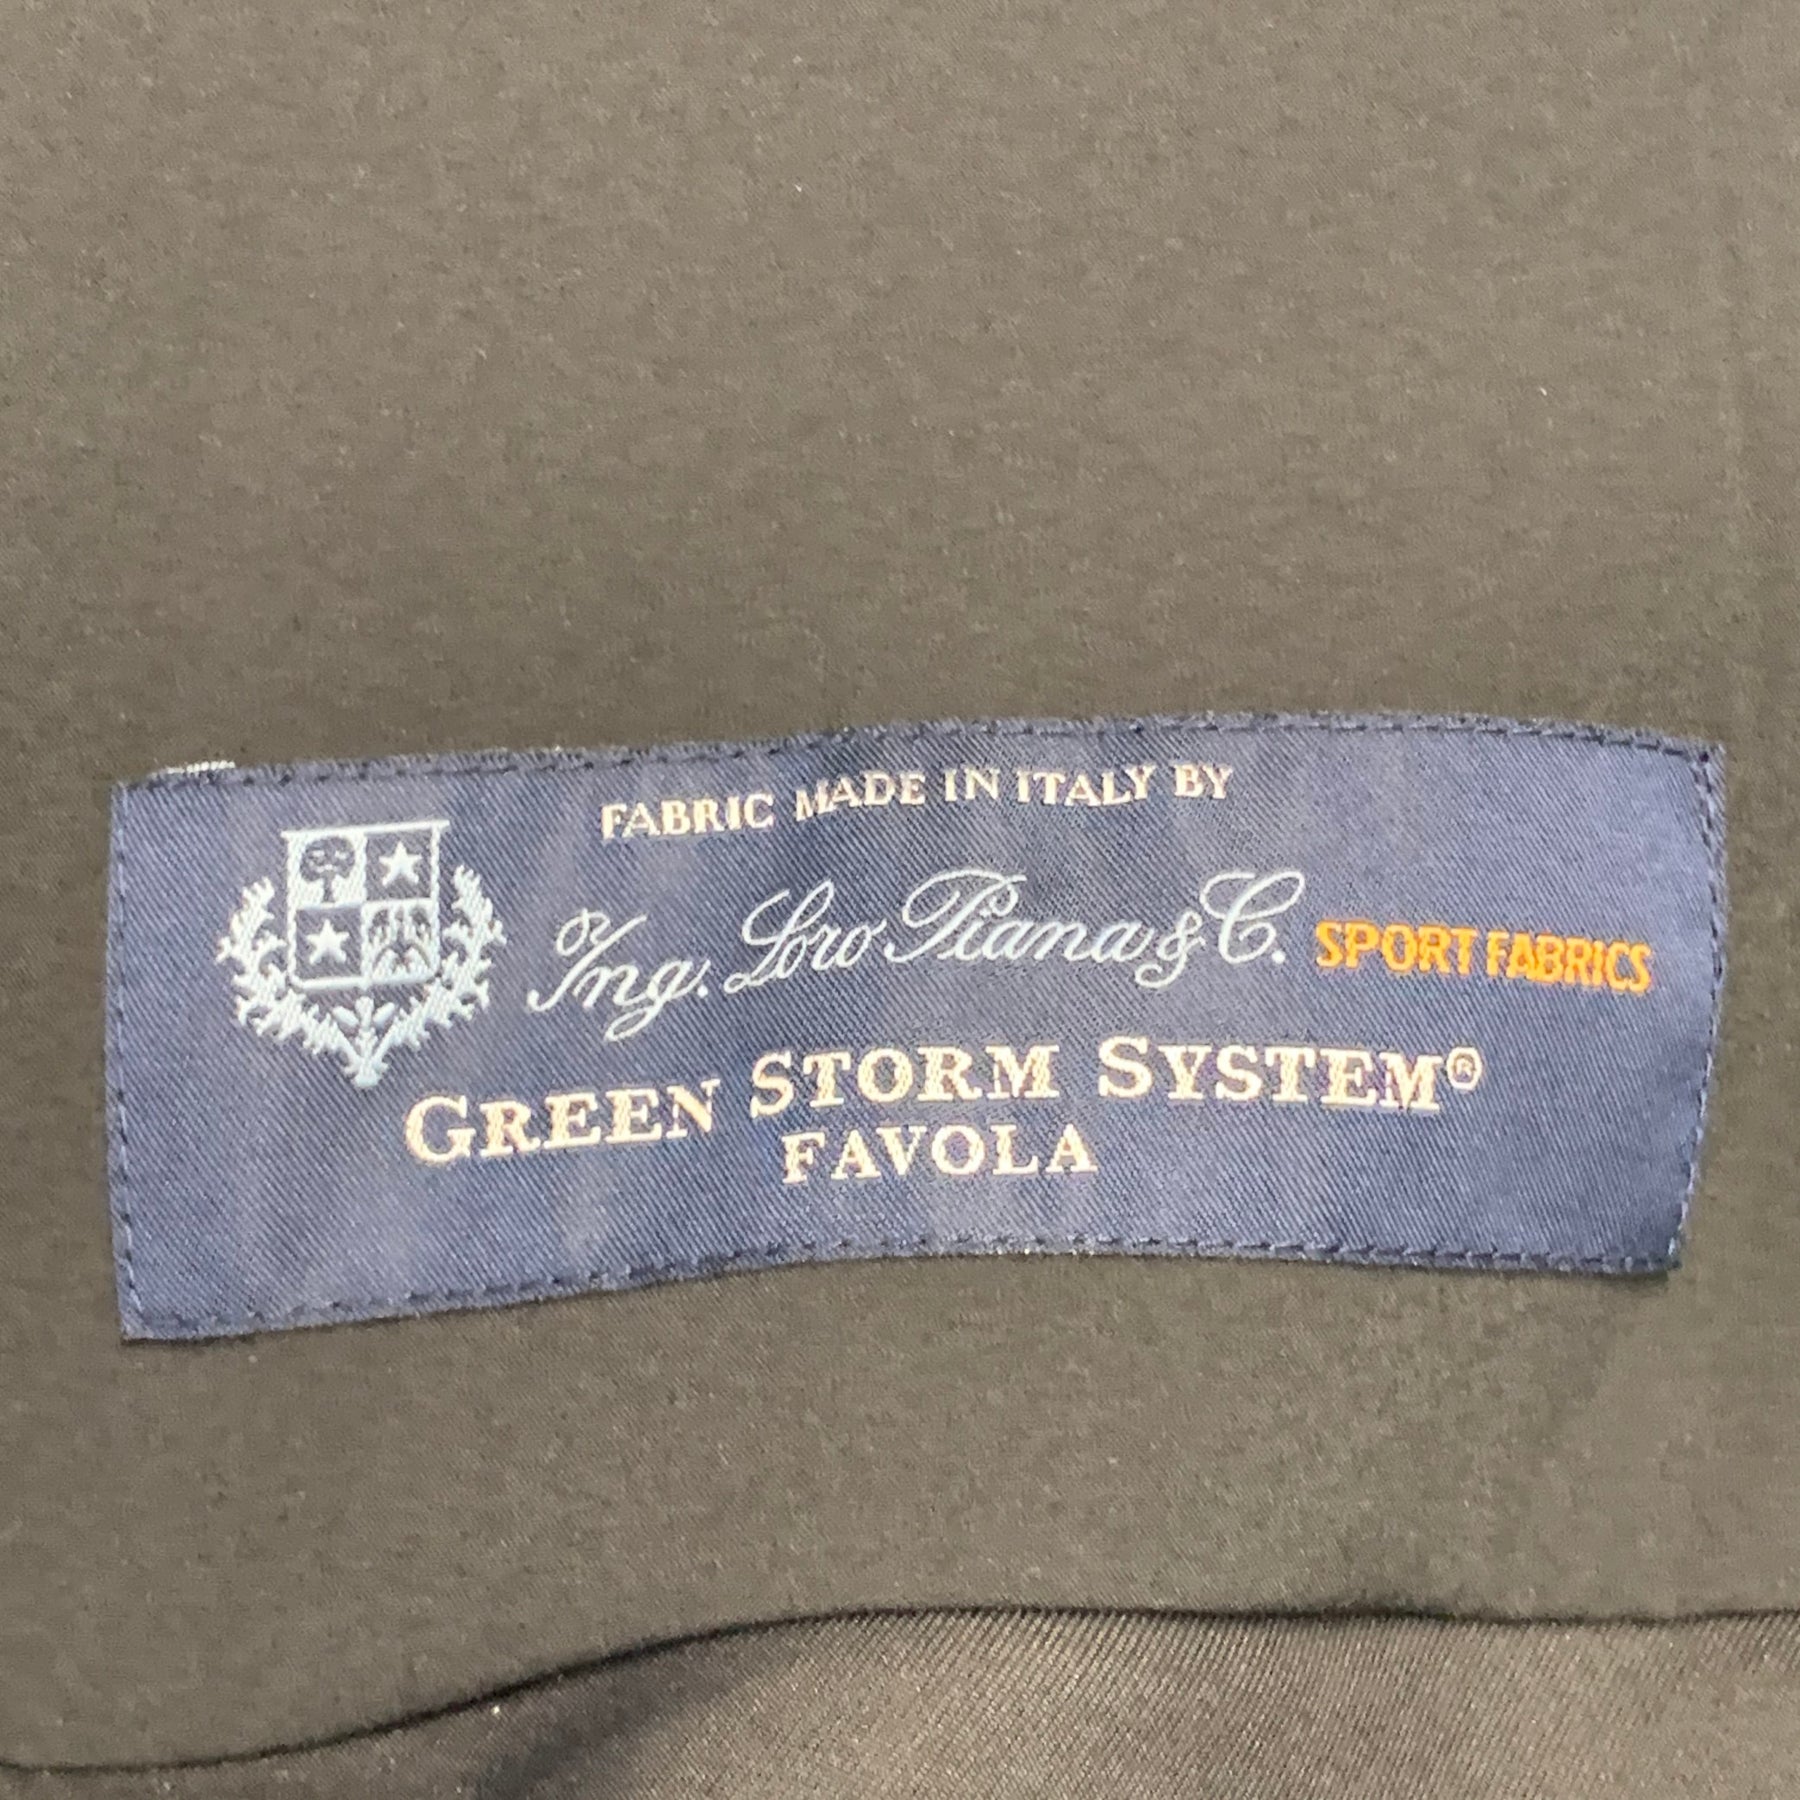 FABRIC MADE IN ITALY BY
Ing. Loro Piana & C. SPORT FABRICS
GREEN STORM SYSTEM®
FAVOLA